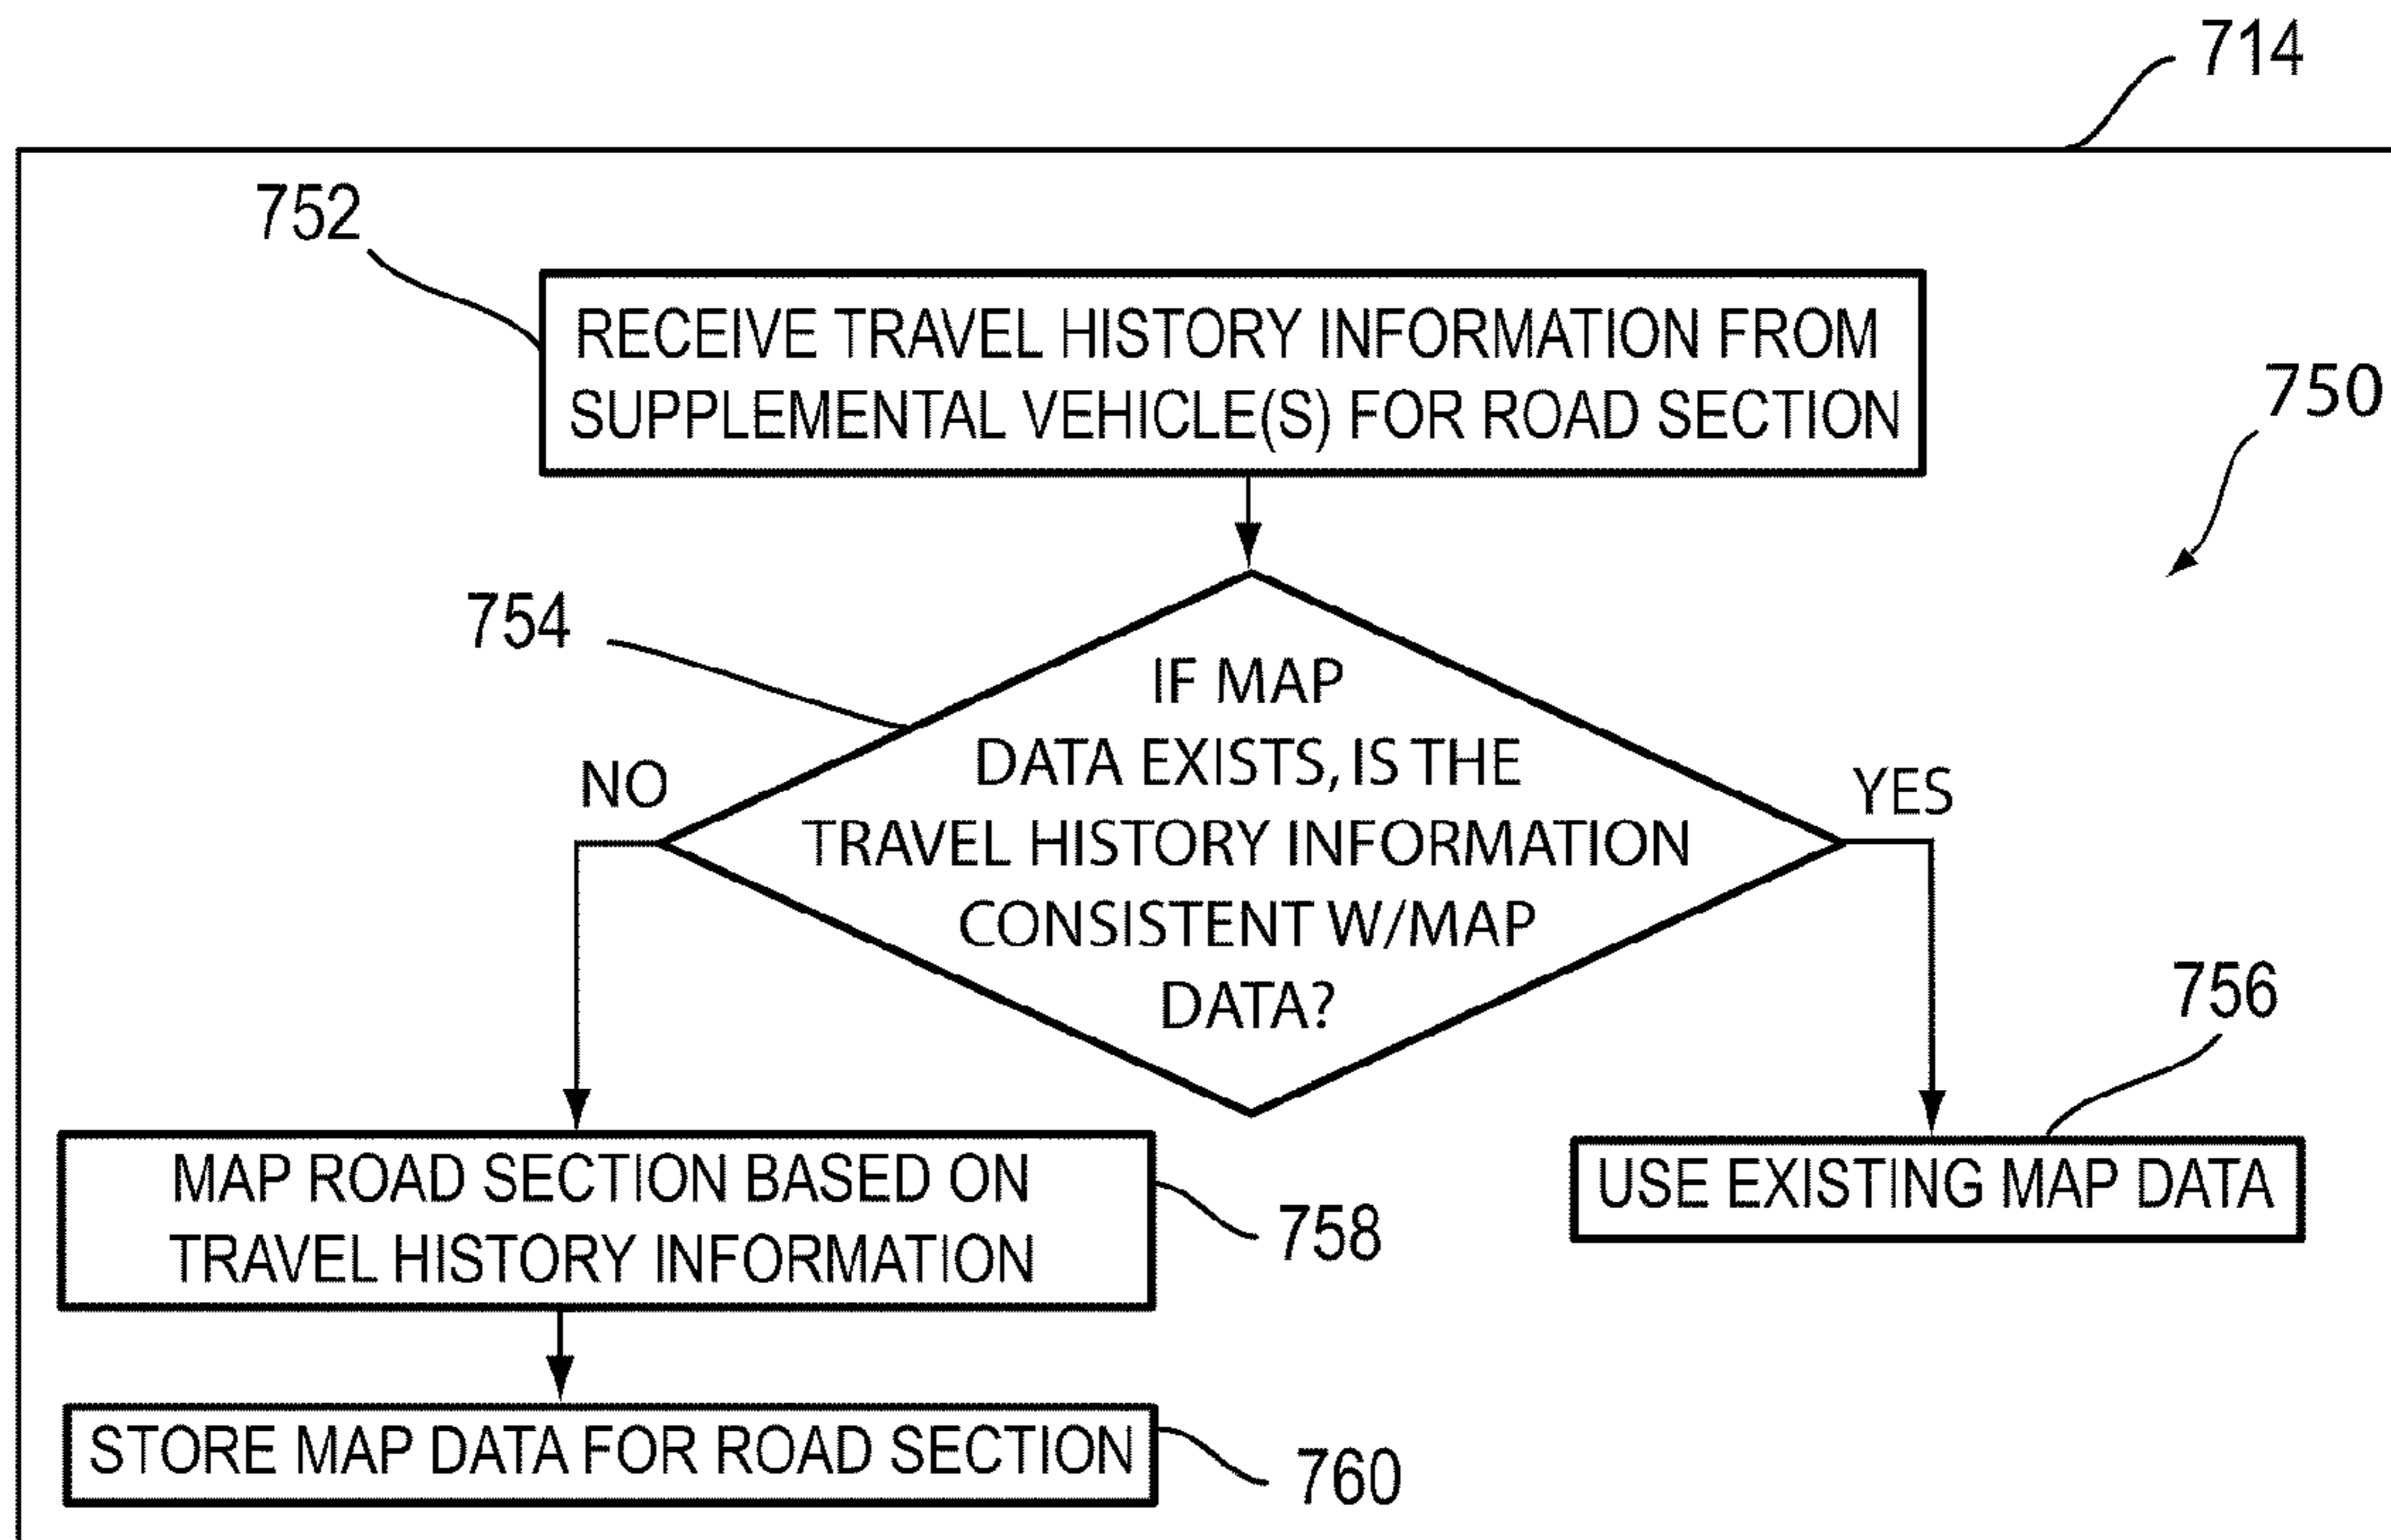 714
752
RECEIVE TRAVEL HISTORY INFORMATION FROM
SUPPLEMENTAL VEHICLE(S) FOR ROAD SECTION
750
754
IF MAP
DATA EXISTS, IS THE
TRAVEL HISTORY INFORMATION
CONSISTENT W/MAP
DATA?
NO
YES
756
MAP ROAD SECTION BASED ON
TRAVEL HISTORY INFORMATION
758
USE EXISTING MAP DATA
STORE MAP DATA FOR ROAD SECTION
760